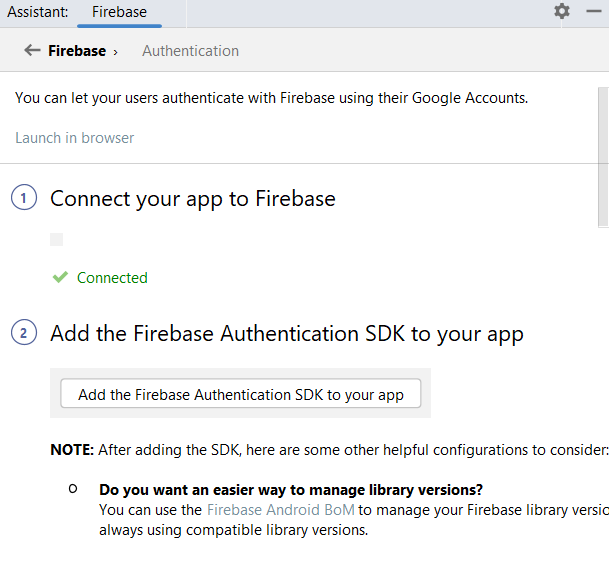 Assistant: Firebase
Firebase › Authentication
You can let your users authenticate with Firebase using their Google Accounts.
Launch in browser
1 Connect your app to Firebase
Connected
2 Add the Firebase Authentication SDK to your app
Add the Firebase Authentication SDK to your app
NOTE: After adding the SDK, here are some other helpful configurations to consider:
Do you want an easier way to manage library versions?
You can use the Firebase Android BoM to manage your Firebase library
always using compatible library versions.